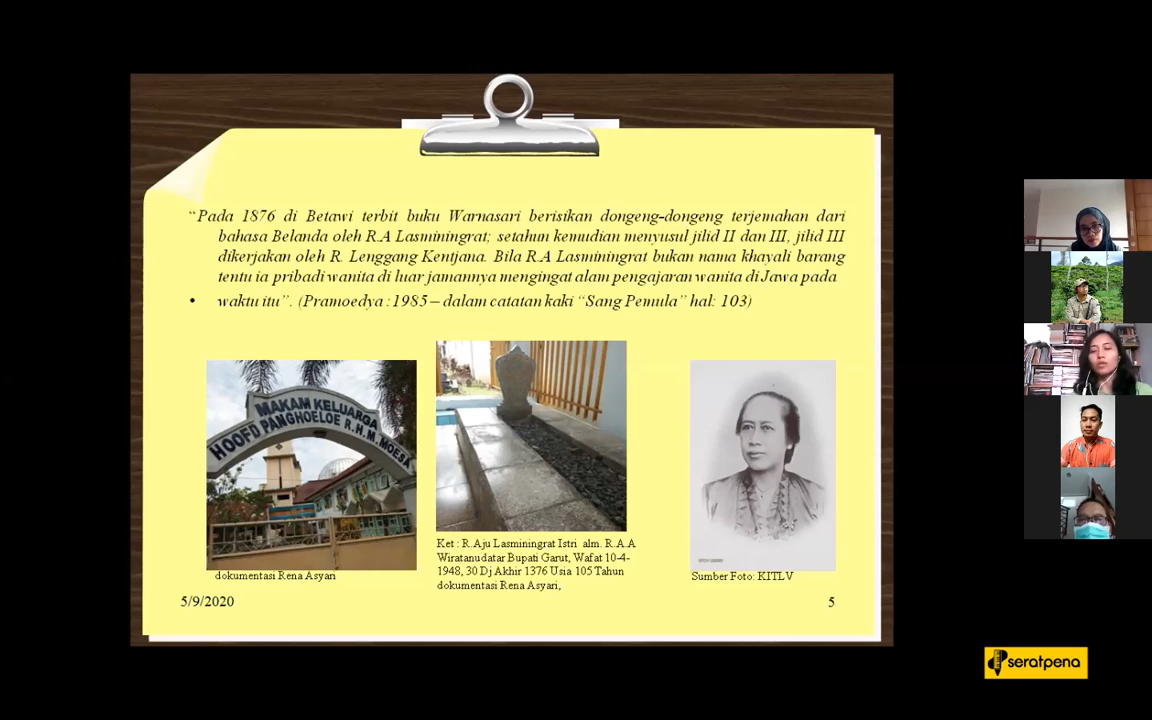 “Pada 1876 di Betawi terbit buku Warnasari berisikan dongeng-dongeng terjemahan dari
bahasa Belanda oleh R.A Lasminingrat; setahun kemudian menyusul jilid II dan III, jilid III
dikerjakan oleh R. Lenggang Kentjana. Bila R.A Lasminingrat bukan nama khayali barang
tentu ia pribadi wanita di luar jamannya mengingat alam pengajaran wanita di Jawa pada
• waktu itu”. (Pramoedya :1985 – dalam catatan kaki “Sang Pemula” hal: 103)
MAKAM KELUARGA
HOOFD PANGHOELOE R.H.M. MOESA
dokumentasi Rena Asyari
Ket : R.Aju Lasminingrat Istri alm. R.A.A
Wiratanudatar Bupati Garut, Wafat 10-4-
1948, 30 Dj Akhir 1376 Usia 105 Tahun
dokumentasi Rena Asyari,
Sumber Foto: KITLV
5/9/2020
5
seratpena